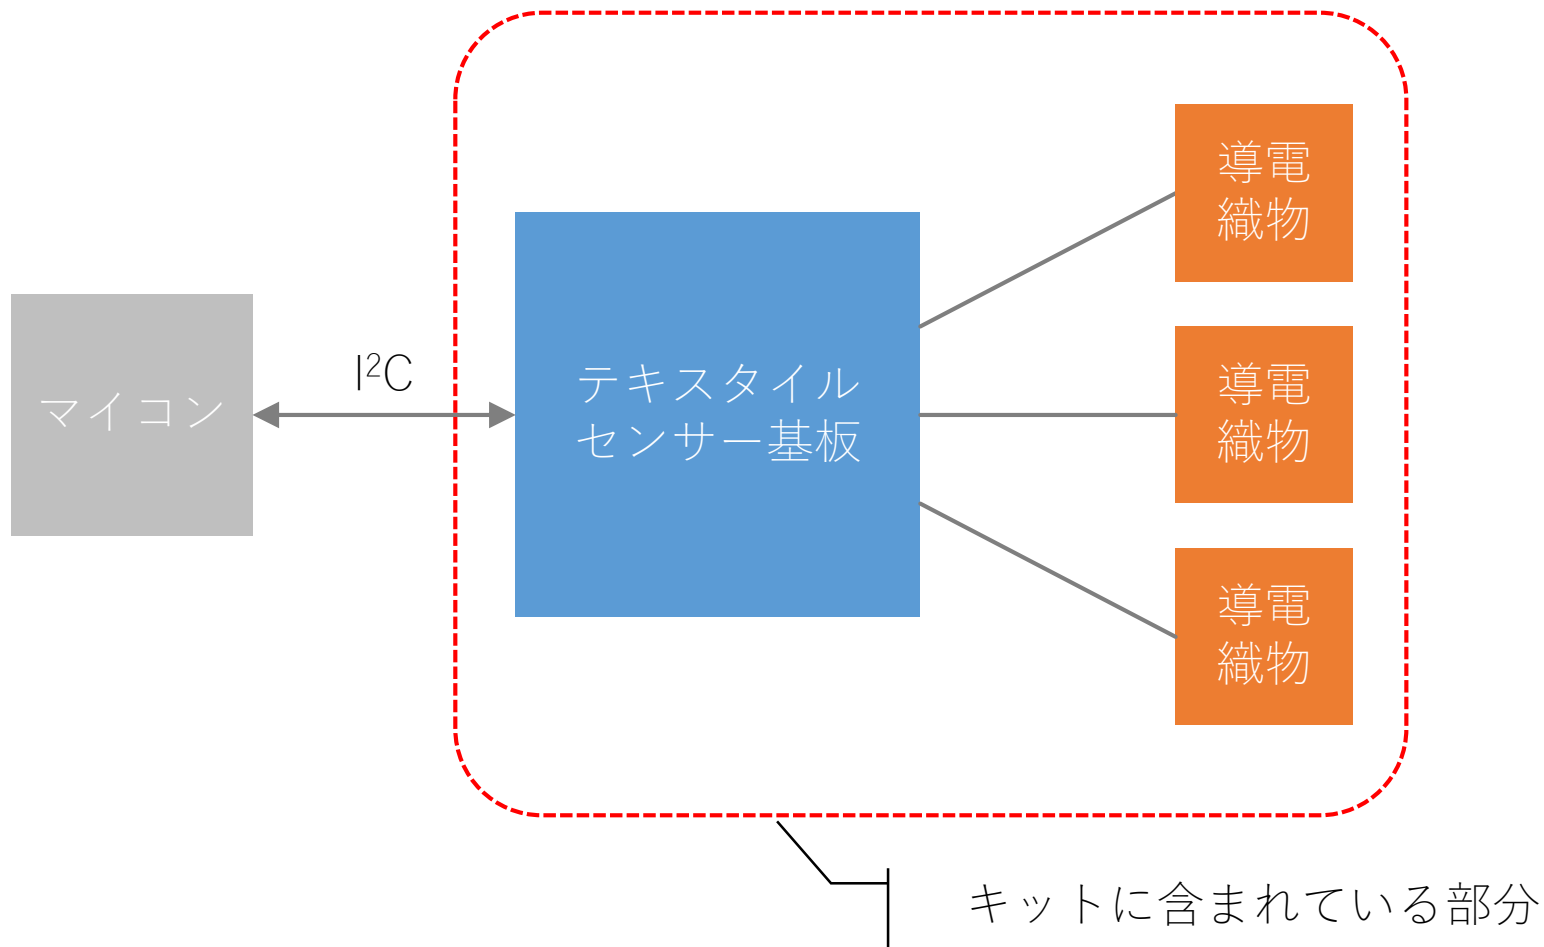 マイコン
I²C
テキスタイル
センサー基板
導電
織物
導電
織物
導電
織物
キットに含まれている部分